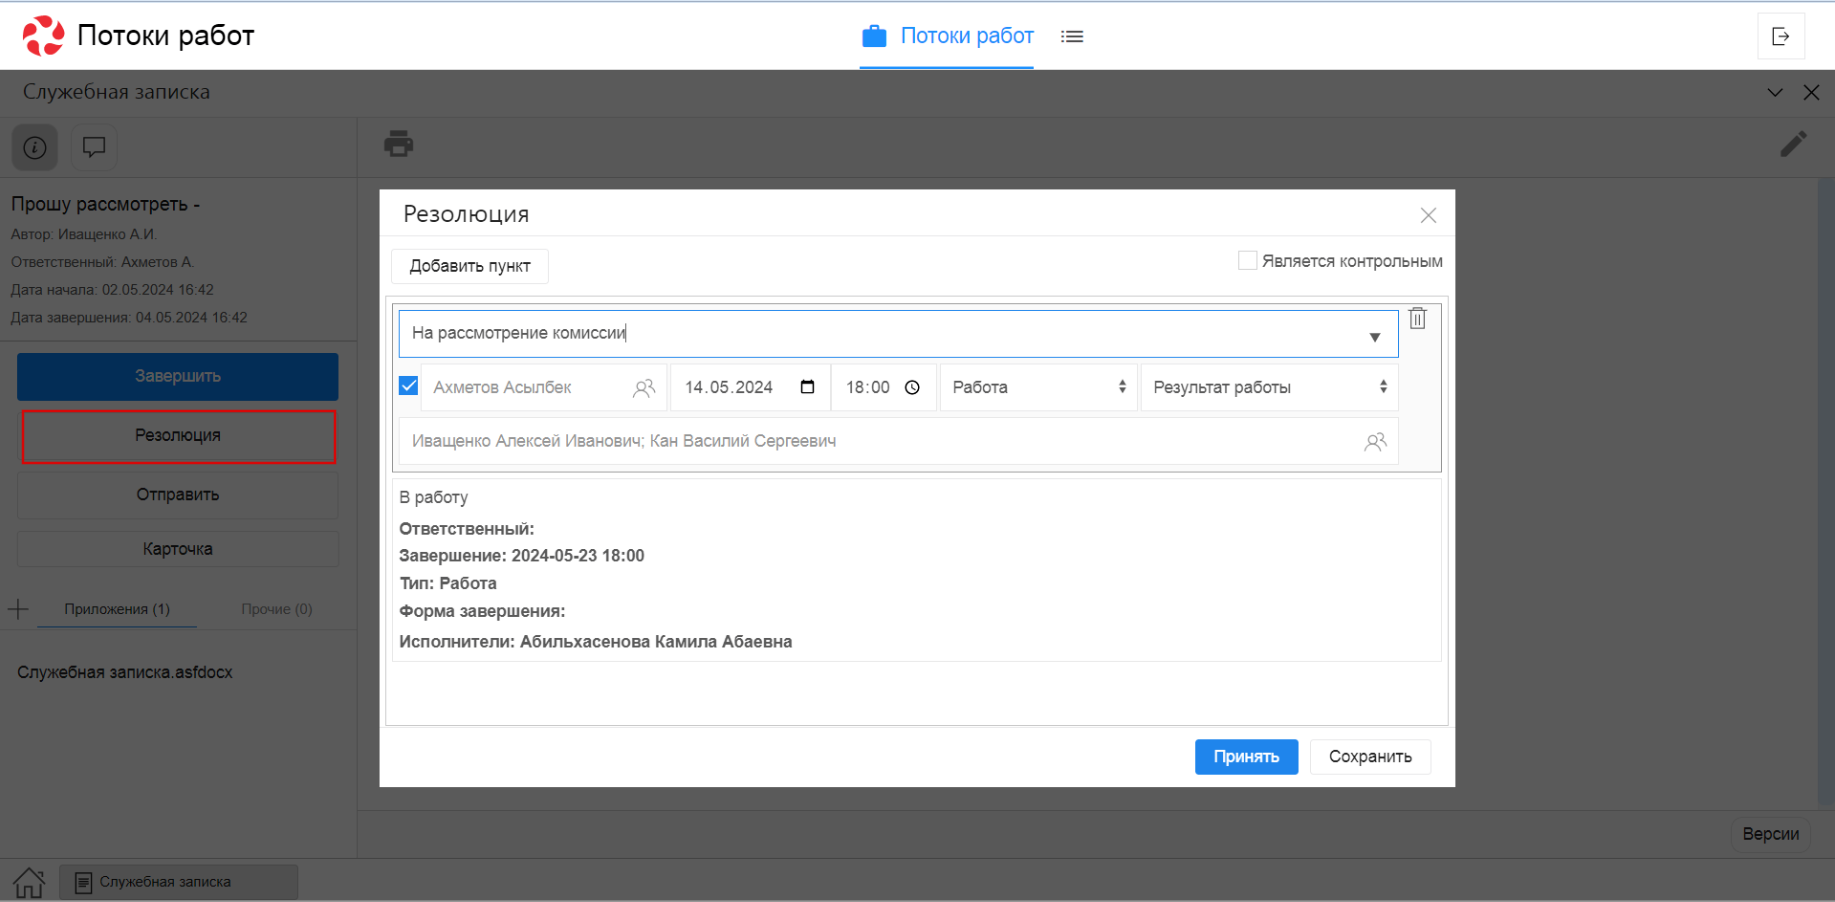 Потоки работ
Потоки работ
Служебная записка
Прошу рассмотреть -
Автор: Иващенко А.И.
Ответственный: Ахметов А.
Дата начала: 02.05.2024 16:42
Дата завершения: 04.05.2024 16:42
Завершить
Резолюция
Отправить
Карточка
Приложения (1) Прочие (0)
Служебная записка.asfdocx
Резолюция
Добавить пункт
Является контрольным
На рассмотрение комиссии
Ахметов Асылбек 14.05.2024 18:00 Работа Результат работы
Иващенко Алексей Иванович; Кан Василий Сергеевич
В работу
Ответственный:
Завершение: 2024-05-23 18:00
Тип: Работа
Форма завершения:
Исполнители: Абильхасенова Камила Абаевна
Принять Сохранить
Версии
Служебная записка